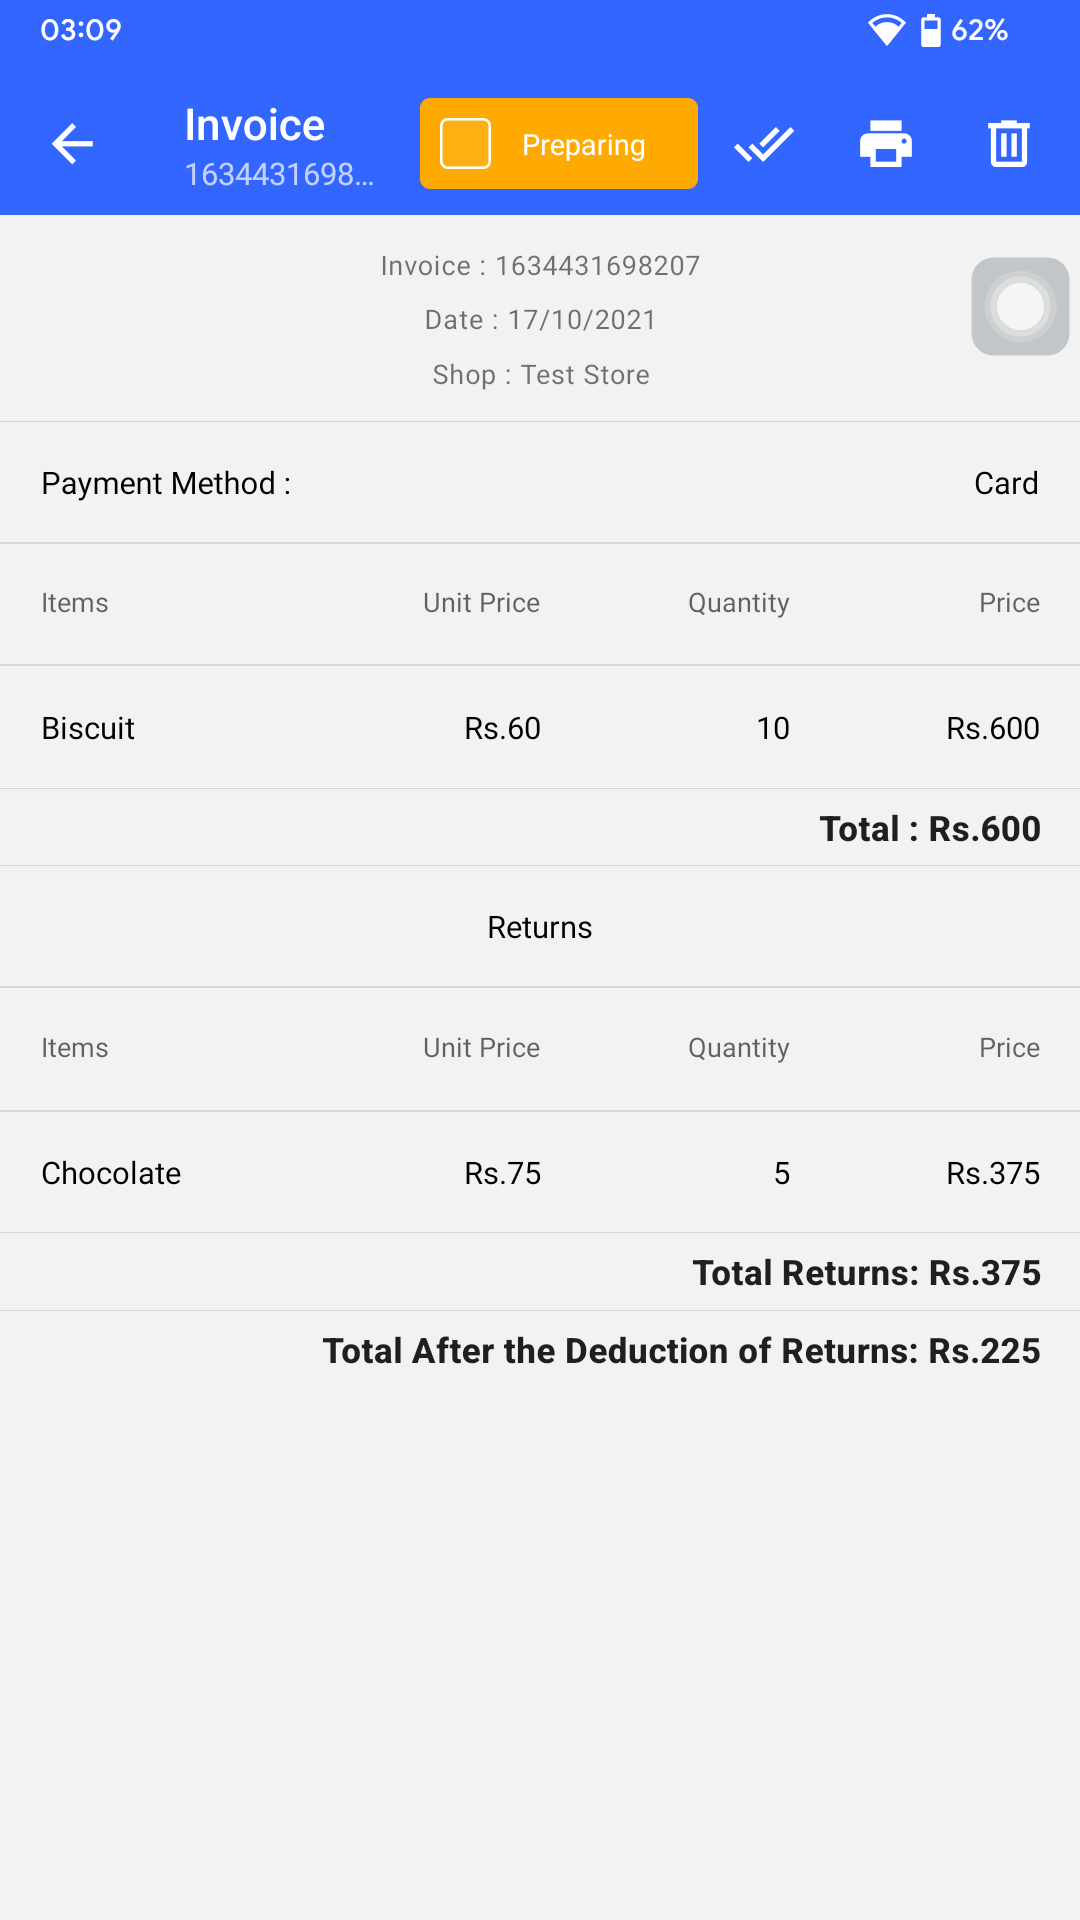 03:09
62%
Invoice
1634431698...
Preparing
Invoice : 1634431698207
Date : 17/10/2021
Shop : Test Store
Payment Method : Card
Items Unit Price Quantity Price
Biscuit Rs.60 10 Rs.600
Total : Rs.600
Returns
Items Unit Price Quantity Price
Chocolate Rs.75 5 Rs.375
Total Returns: Rs.375
Total After the Deduction of Returns: Rs.225